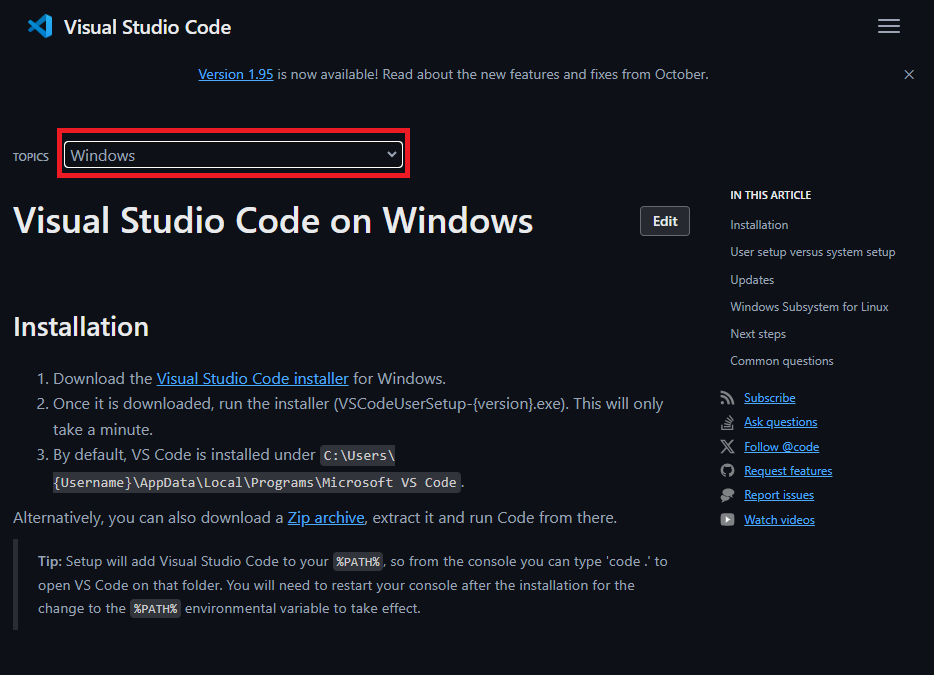 Visual Studio Code
Version 1.95 is now available! Read about the new features and fixes from October.
TOPICS
Windows
Visual Studio Code on Windows
Edit
Installation
1. Download the Visual Studio Code installer for Windows.
2. Once it is downloaded, run the installer (VSCodeUserSetup-{version}.exe). This will only
take a minute.
3. By default, VS Code is installed under C:\Users\
{Username}\AppData\Local\Programs\Microsoft VS Code.
Alternatively, you can also download a Zip archive, extract it and run Code from there.
Tip: Setup will add Visual Studio Code to your %PATH%, so from the console you can type 'code .' to
open VS Code on that folder. You will need to restart your console after the installation for the
change to the %PATH% environmental variable to take effect.
IN THIS ARTICLE
Installation
User setup versus system setup
Updates
Windows Subsystem for Linux
Next steps
Common questions
Subscribe
Ask questions
Follow @code
Request features
Report issues
Watch videos